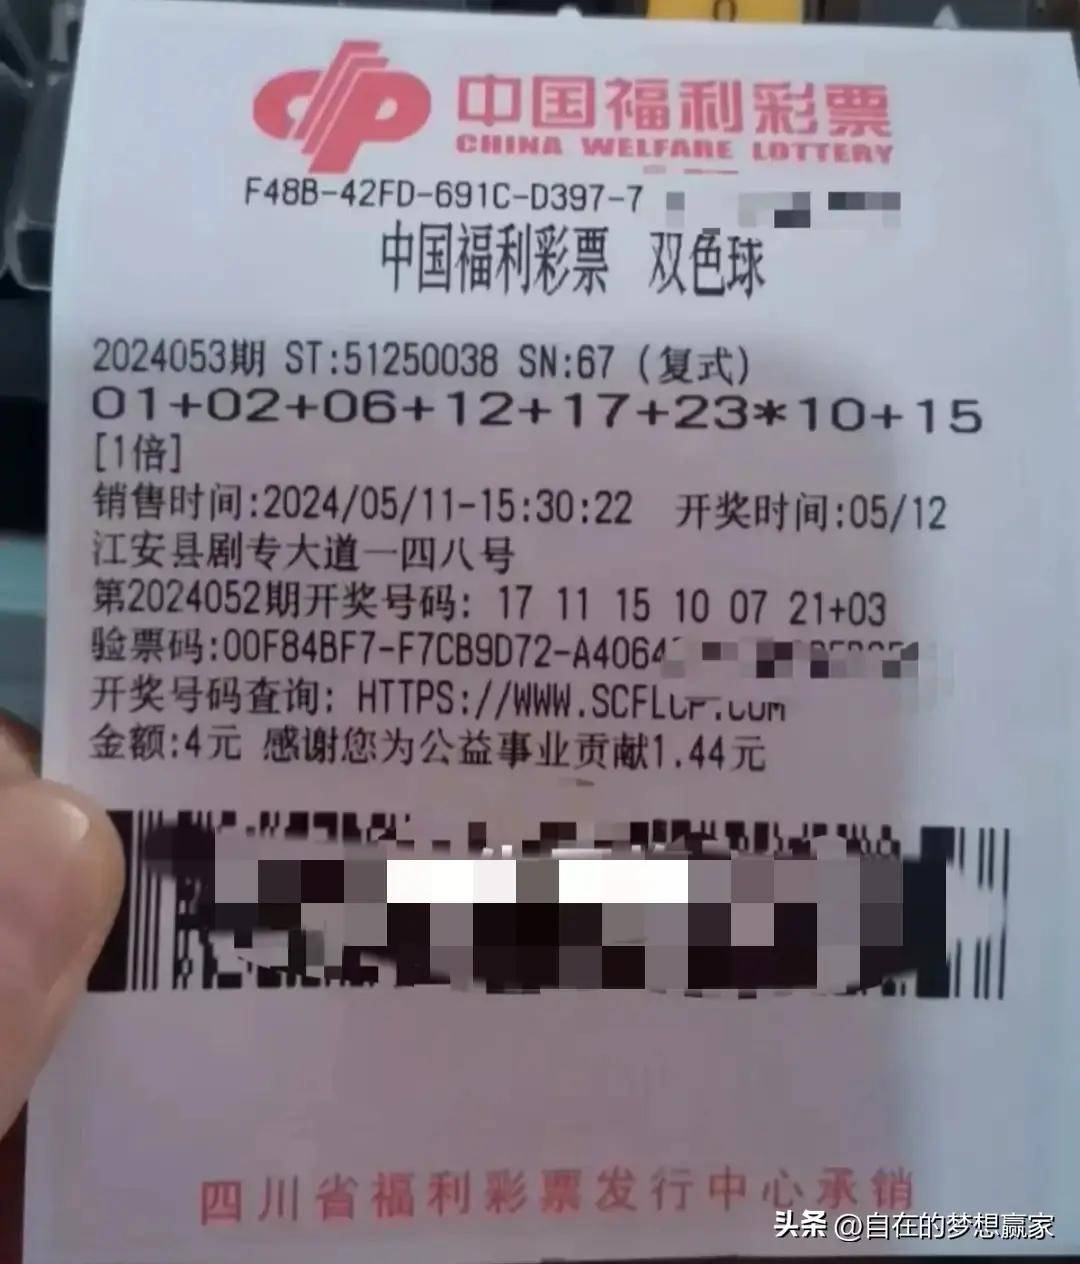 中国福利彩票
CHINA WELFARE LOTTERY
F48B-42FD-691C-D397-7
中国福利彩票 双色球
2024053期 ST:51250038 SN:67 (复式)
01+02+06+12+17+23*10+15
[1倍]
销售时间:2024/05/11-15:30:22 开奖时间:05/12
江安县剧专大道一四八号
第2024052期开奖号码: 17 11 15 10 07 21+03
验票码:00F84BF7-F7CB9D72-A4064
开奖号码查询: HTTPS://WWW.SCFLCP.COM
金额:4元 感谢您为公益事业贡献1.44元
四川省福利彩票发行中心承销
头条 @自在的梦想赢家